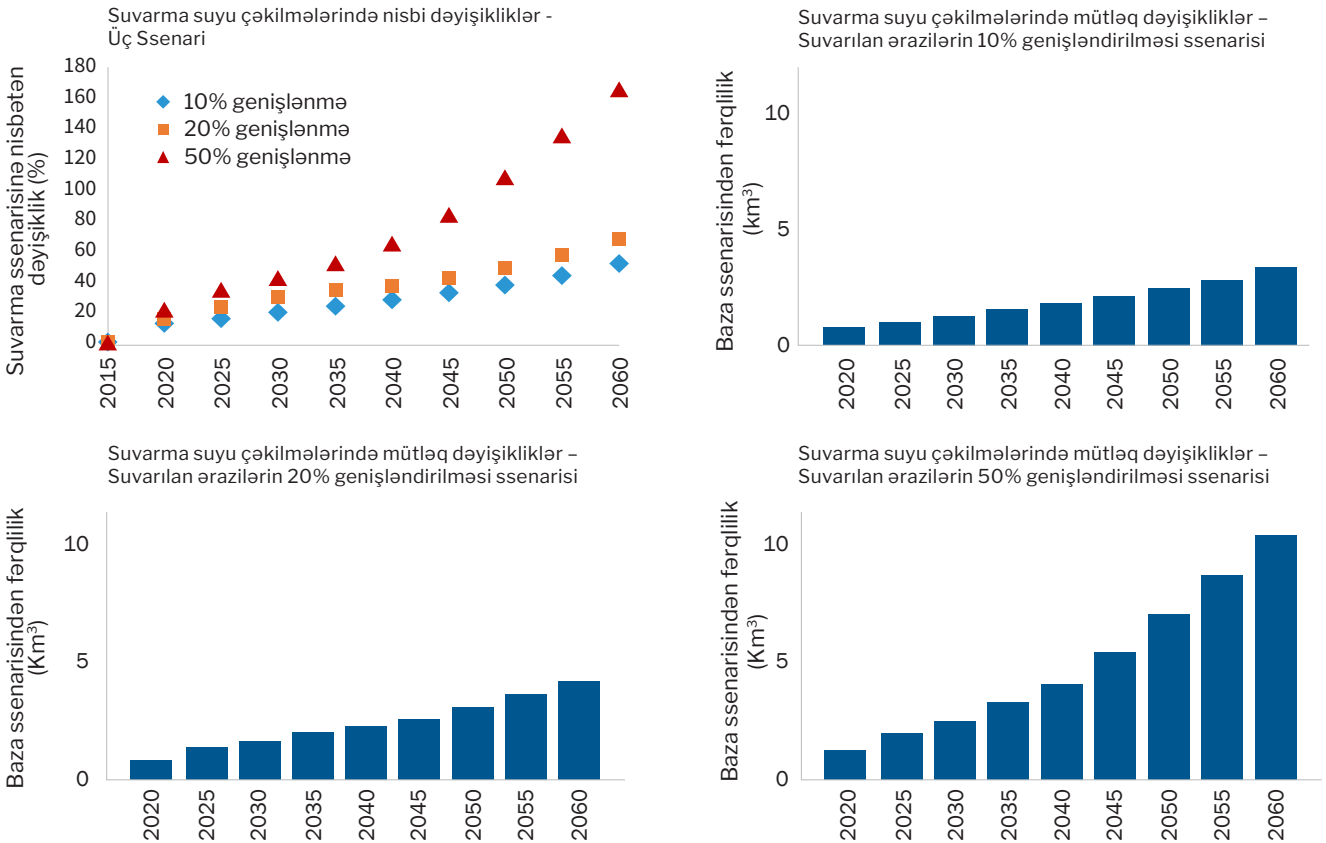 Suvarma suyu çəkilmələrində nisbi dəyişikliklər -
Üç Ssenari
Suvarma ssenarisinə nisbətən
dəyişiklik (%)
180
160
140
120
100
80
60
40
20
0
10% genişlənmə
20% genişlənmə
50% genişlənmə
2015
2020
2025
2030
2035
2040
2045
2050
2055
2060
Suvarma suyu çəkilmələrində mütləq dəyişikliklər –
Suvarılan ərazilərin 10% genişləndirilməsi ssenarisi
Baza ssenarisindən fərqlilik
(km³)
10
5
0
2020
2025
2030
2035
2040
2045
2050
2055
2060
Suvarma suyu çəkilmələrində mütləq dəyişikliklər –
Suvarılan ərazilərin 20% genişləndirilməsi ssenarisi
Baza ssenarisindən fərqlilik
(Km³)
10
5
0
2020
2025
2030
2035
2040
2045
2050
2055
2060
Suvarma suyu çəkilmələrində mütləq dəyişikliklər –
Suvarılan ərazilərin 50% genişləndirilməsi ssenarisi
Baza ssenarisindən fərqlilik
(Km³)
10
5
0
2020
2025
2030
2035
2040
2045
2050
2055
2060